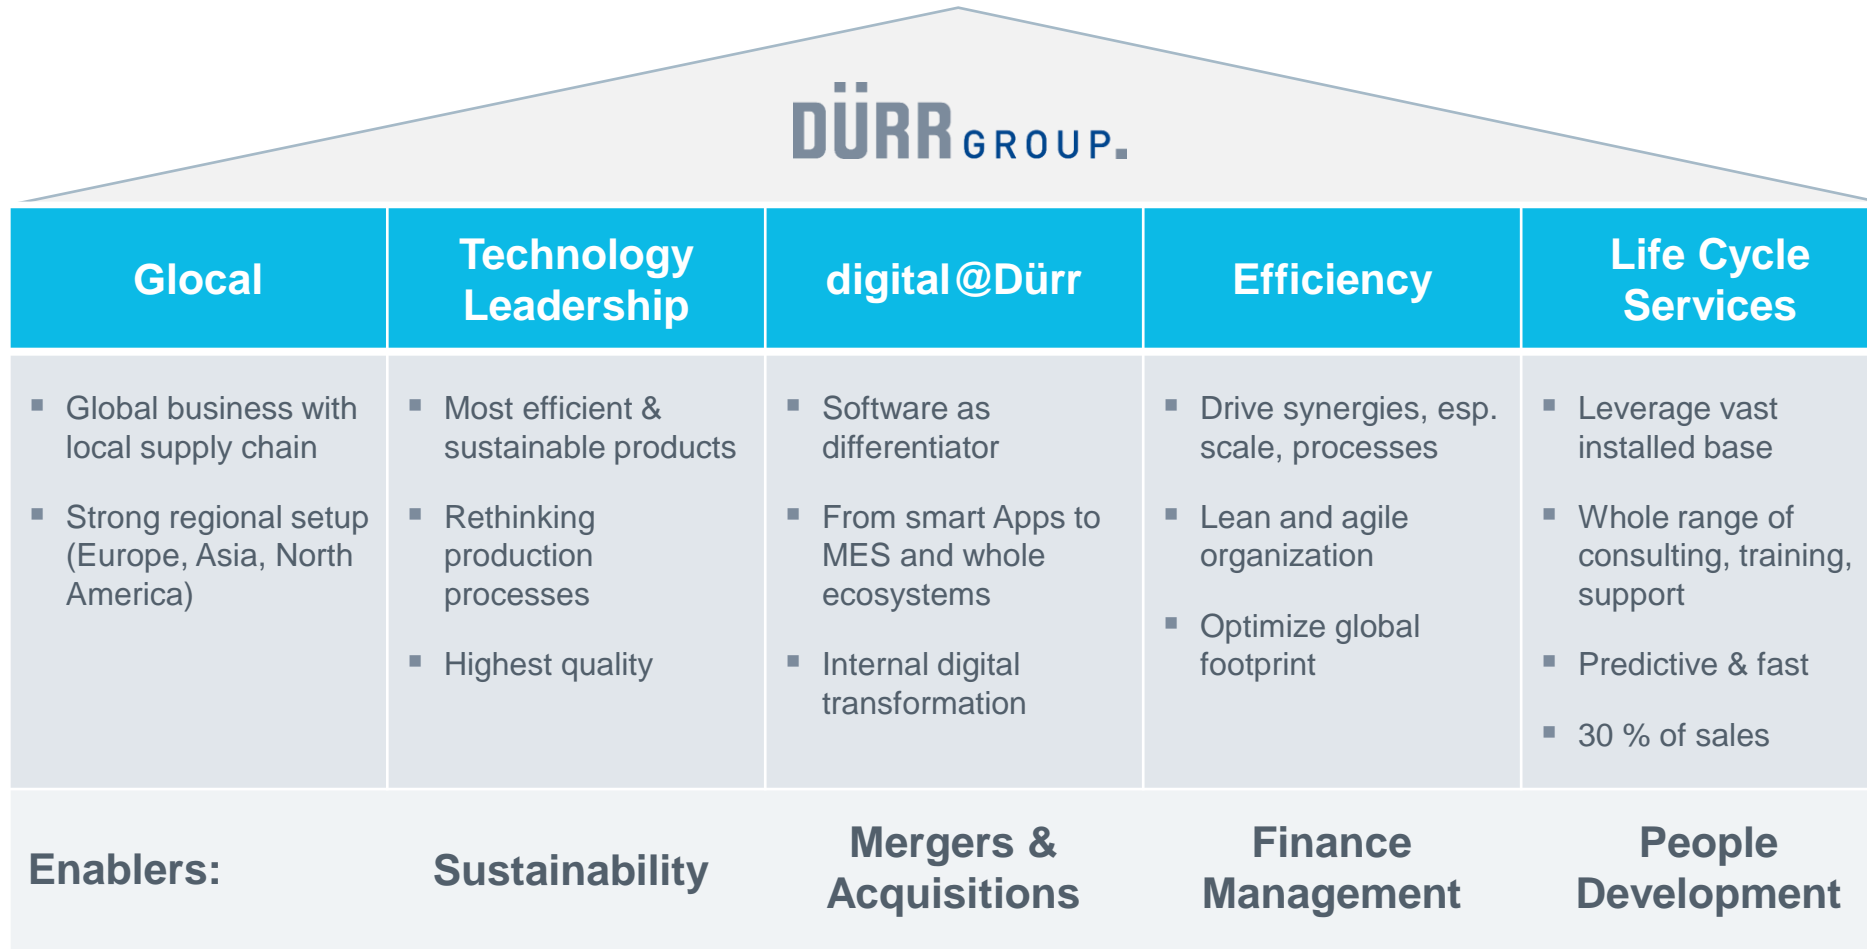 DÜRR GROUP.
Glocal
Technology
Leadership
digital@Dürr
Efficiency
Life Cycle
Services
▪ Global business with
local supply chain
▪ Strong regional setup
(Europe, Asia, North
America)
▪ Most efficient &
sustainable products
▪ Rethinking
production
processes
▪ Highest quality
▪ Software as
differentiator
▪ From smart Apps to
MES and whole
ecosystems
▪ Internal digital
transformation
▪ Drive synergies, esp.
scale, processes
▪ Lean and agile
organization
▪ Optimize global
footprint
▪ Leverage vast
installed base
▪ Whole range of
consulting, training,
support
▪ Predictive & fast
▪ 30 % of sales
Enablers:
Sustainability
Mergers &
Acquisitions
Finance
Management
People
Development